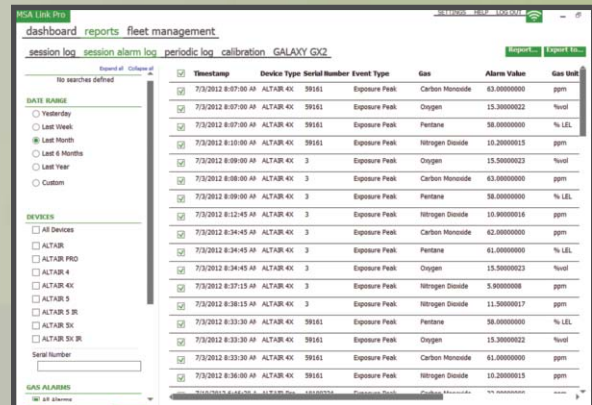 MSA Link Pro
SETTINGS HELP LOG OUT
dashboard reports fleet management
session log session alarm log periodic log calibration GALAXY GX2
Report... Export to...
Expand all Collapse all
No searches defined
DATE RANGE
Yesterday
Last Week
Last Month
Last 6 Months
Last Year
Custom
DEVICES
All Devices
ALTAIR
ALTAIR PRO
ALTAIR 4
ALTAIR 4X
ALTAIR 5
ALTAIR 5 IR
ALTAIR 5X
ALTAIR 5X IR
Serial Number
GAS ALARMS
All Alarms
Timestamp Device Type Serial Number Event Type Gas Alarm Value Gas Unit
7/3/2012 8:07:00 AM ALTAIR 4X 59161 Exposure Peak Carbon Monoxide 63.00000000 ppm
7/3/2012 8:07:00 AM ALTAIR 4X 59161 Exposure Peak Oxygen 15.30000022 %vol
7/3/2012 8:07:00 AM ALTAIR 4X 59161 Exposure Peak Pentane 58.00000000 % LEL
7/3/2012 8:10:00 AM ALTAIR 4X 59161 Exposure Peak Nitrogen Dioxide 10.20000015 ppm
7/3/2012 8:09:00 AM ALTAIR 4X 3 Exposure Peak Oxygen 15.50000023 %vol
7/3/2012 8:08:00 AM ALTAIR 4X 3 Exposure Peak Carbon Monoxide 63.00000000 ppm
7/3/2012 8:09:00 AM ALTAIR 4X 3 Exposure Peak Pentane 58.00000000 % LEL
7/3/2012 8:12:45 AM ALTAIR 4X 3 Exposure Peak Nitrogen Dioxide 10.90000016 ppm
7/3/2012 8:34:45 AM ALTAIR 4X 3 Exposure Peak Carbon Monoxide 62.00000000 ppm
7/3/2012 8:34:45 AM ALTAIR 4X 3 Exposure Peak Pentane 61.00000000 % LEL
7/3/2012 8:34:45 AM ALTAIR 4X 3 Exposure Peak Oxygen 15.50000023 %vol
7/3/2012 8:37:15 AM ALTAIR 4X 3 Exposure Peak Nitrogen Dioxide 5.90000008 ppm
7/3/2012 8:38:15 AM ALTAIR 4X 3 Exposure Peak Nitrogen Dioxide 11.50000017 ppm
7/3/2012 8:33:30 AM ALTAIR 4X 59161 Exposure Peak Pentane 58.00000000 % LEL
7/3/2012 8:33:30 AM ALTAIR 4X 59161 Exposure Peak Oxygen 15.30000022 %vol
7/3/2012 8:33:30 AM ALTAIR 4X 59161 Exposure Peak Carbon Monoxide 61.00000000 ppm
7/3/2012 8:36:00 AM ALTAIR 4X 59161 Exposure Peak Nitrogen Dioxide 10.20000015 ppm